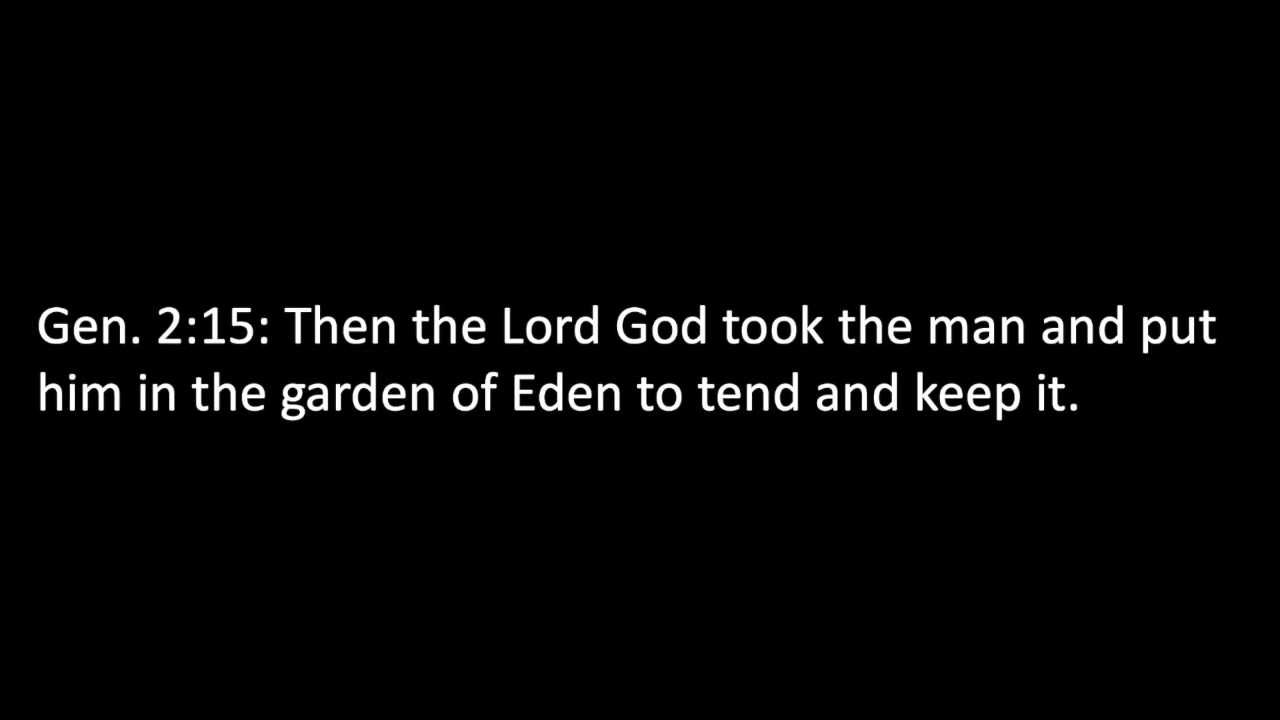 Gen. 2:15: Then the Lord God took the man and put
him in the garden of Eden to tend and keep it.